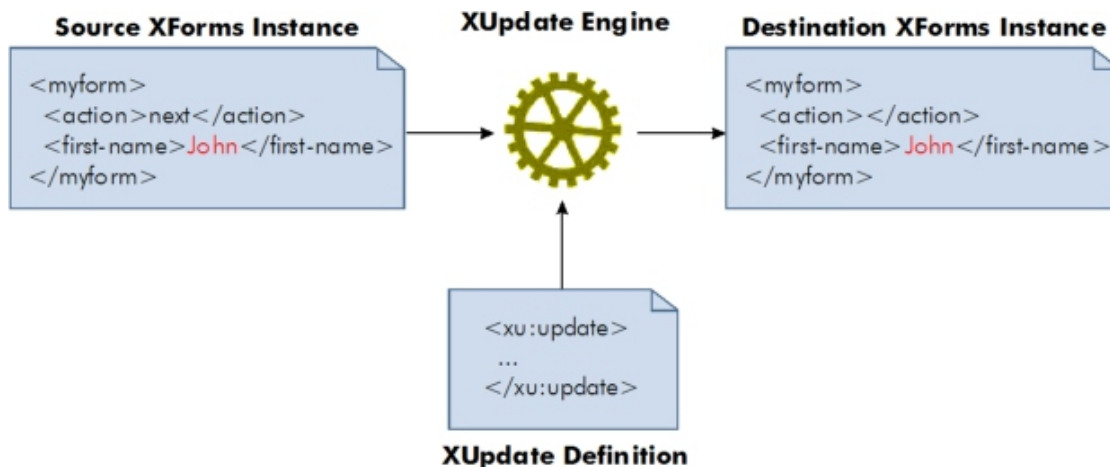 Source XForms Instance
<myform>
<action>next</action>
<first-name>John</first-name>
</myform>
XUpdate Engine
Destination XForms Instance
<myform>
<action></action>
<first-name>John</first-name>
</myform>
<xu:update>
...
</xu:update>
XUpdate Definition